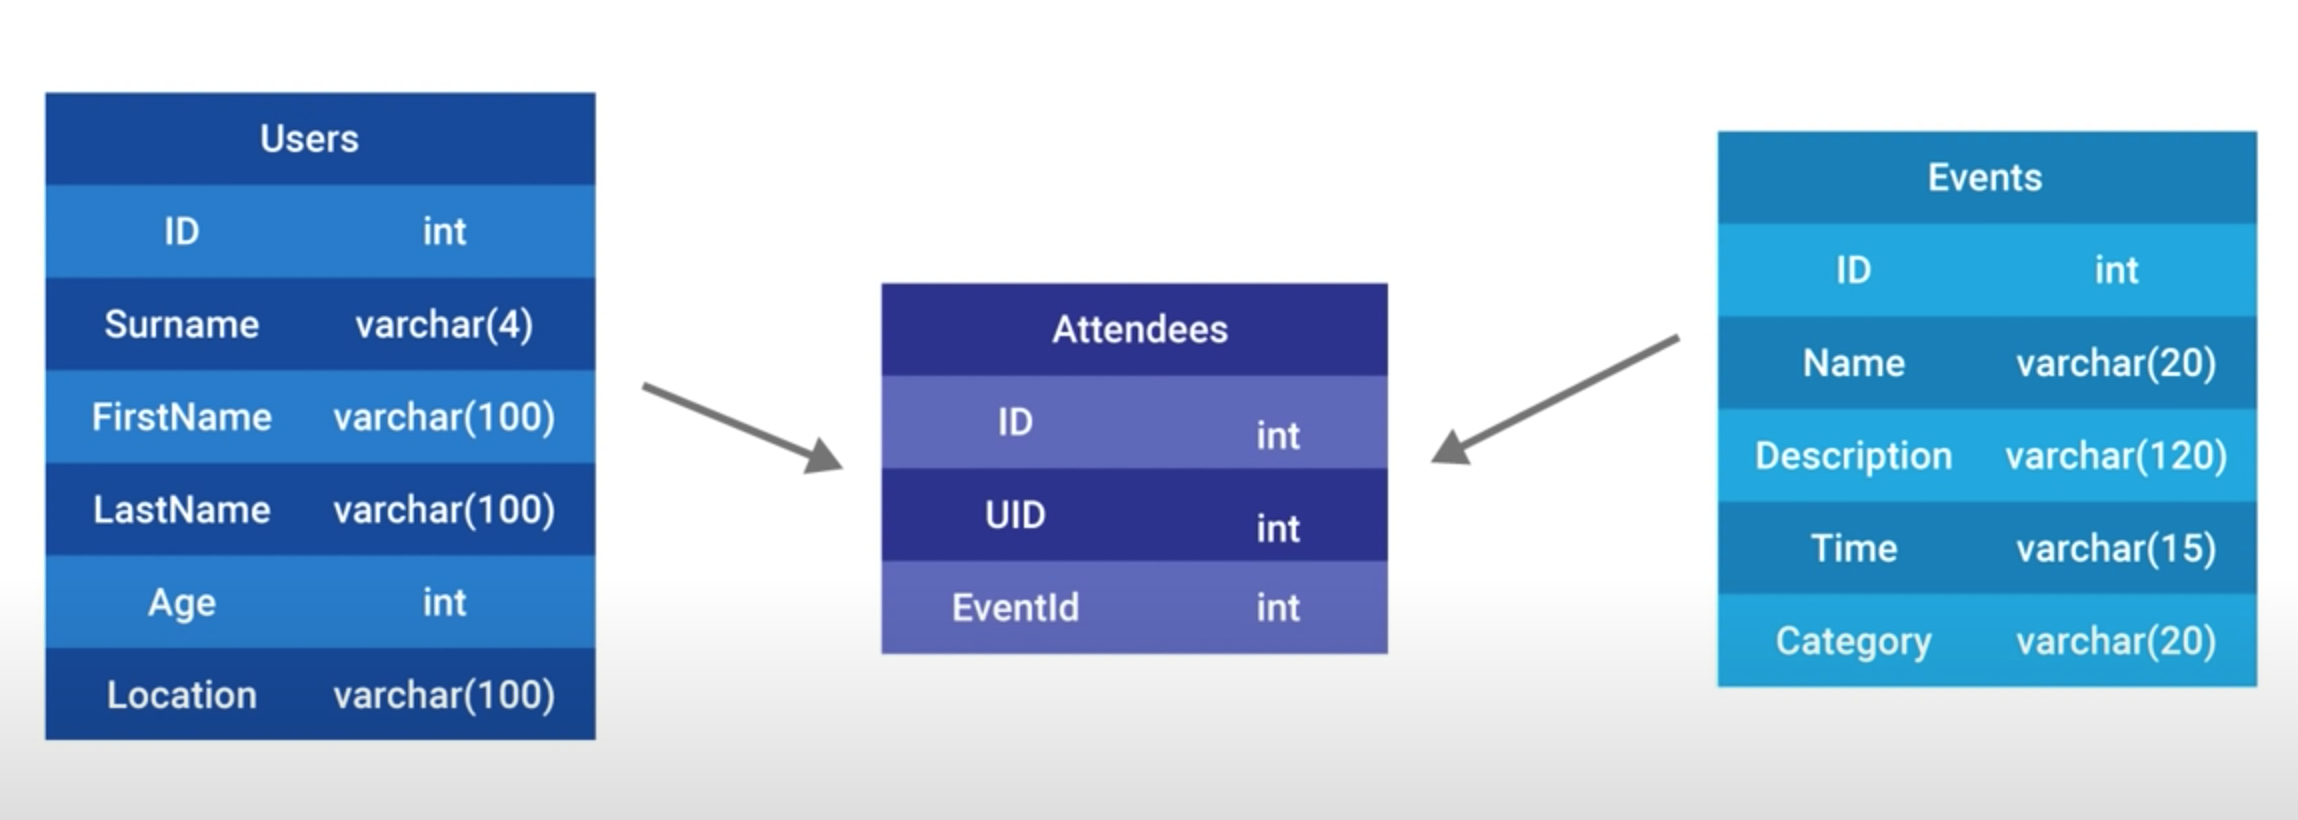 Users
ID int
Surname varchar(4)
FirstName varchar(100)
LastName varchar(100)
Age int
Location varchar(100)
Attendees
ID int
UID int
EventId int
Events
ID int
Name varchar(20)
Description varchar(120)
Time varchar(15)
Category varchar(20)